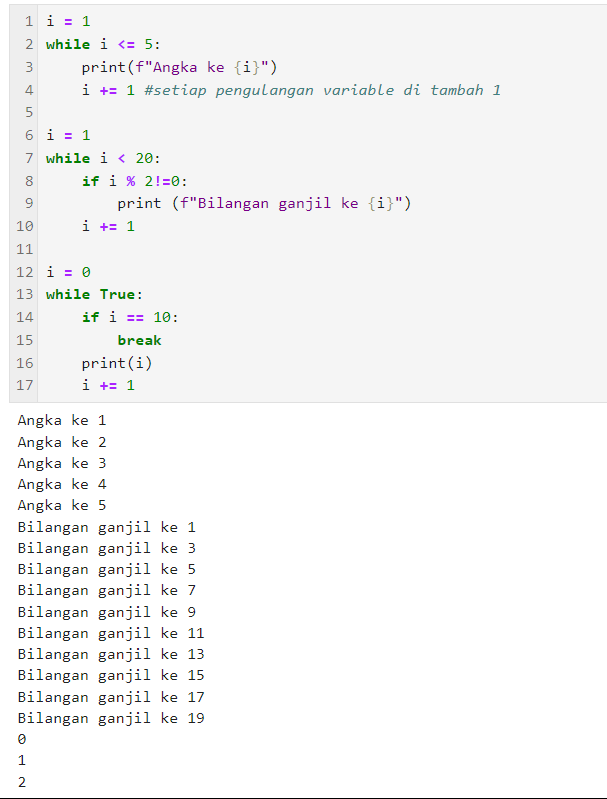 1 i = 1
2 while i <= 5:
3     print(f"Angka ke {i}")
4     i += 1 #setiap pengulangan variable di tambah 1
5
6 i = 1
7 while i < 20:
8     if i % 2!=0:
9         print (f"Bilangan ganjil ke {i}")
10     i += 1
11
12 i = 0
13 while True:
14     if i == 10:
15         break
16     print(i)
17     i += 1
Angka ke 1
Angka ke 2
Angka ke 3
Angka ke 4
Angka ke 5
Bilangan ganjil ke 1
Bilangan ganjil ke 3
Bilangan ganjil ke 5
Bilangan ganjil ke 7
Bilangan ganjil ke 9
Bilangan ganjil ke 11
Bilangan ganjil ke 13
Bilangan ganjil ke 15
Bilangan ganjil ke 17
Bilangan ganjil ke 19
0
1
2